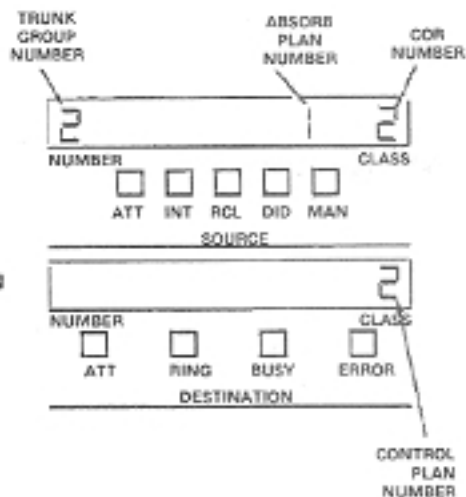 TRUNK GROUP NUMBER
ABSORB PLAN NUMBER
COR NUMBER
2 1 2
NUMBER CLASS
ATT INT RCL DID MAN
SOURCE
2
NUMBER CLASS
ATT RING BUSY ERROR
DESTINATION
CONTROL PLAN NUMBER